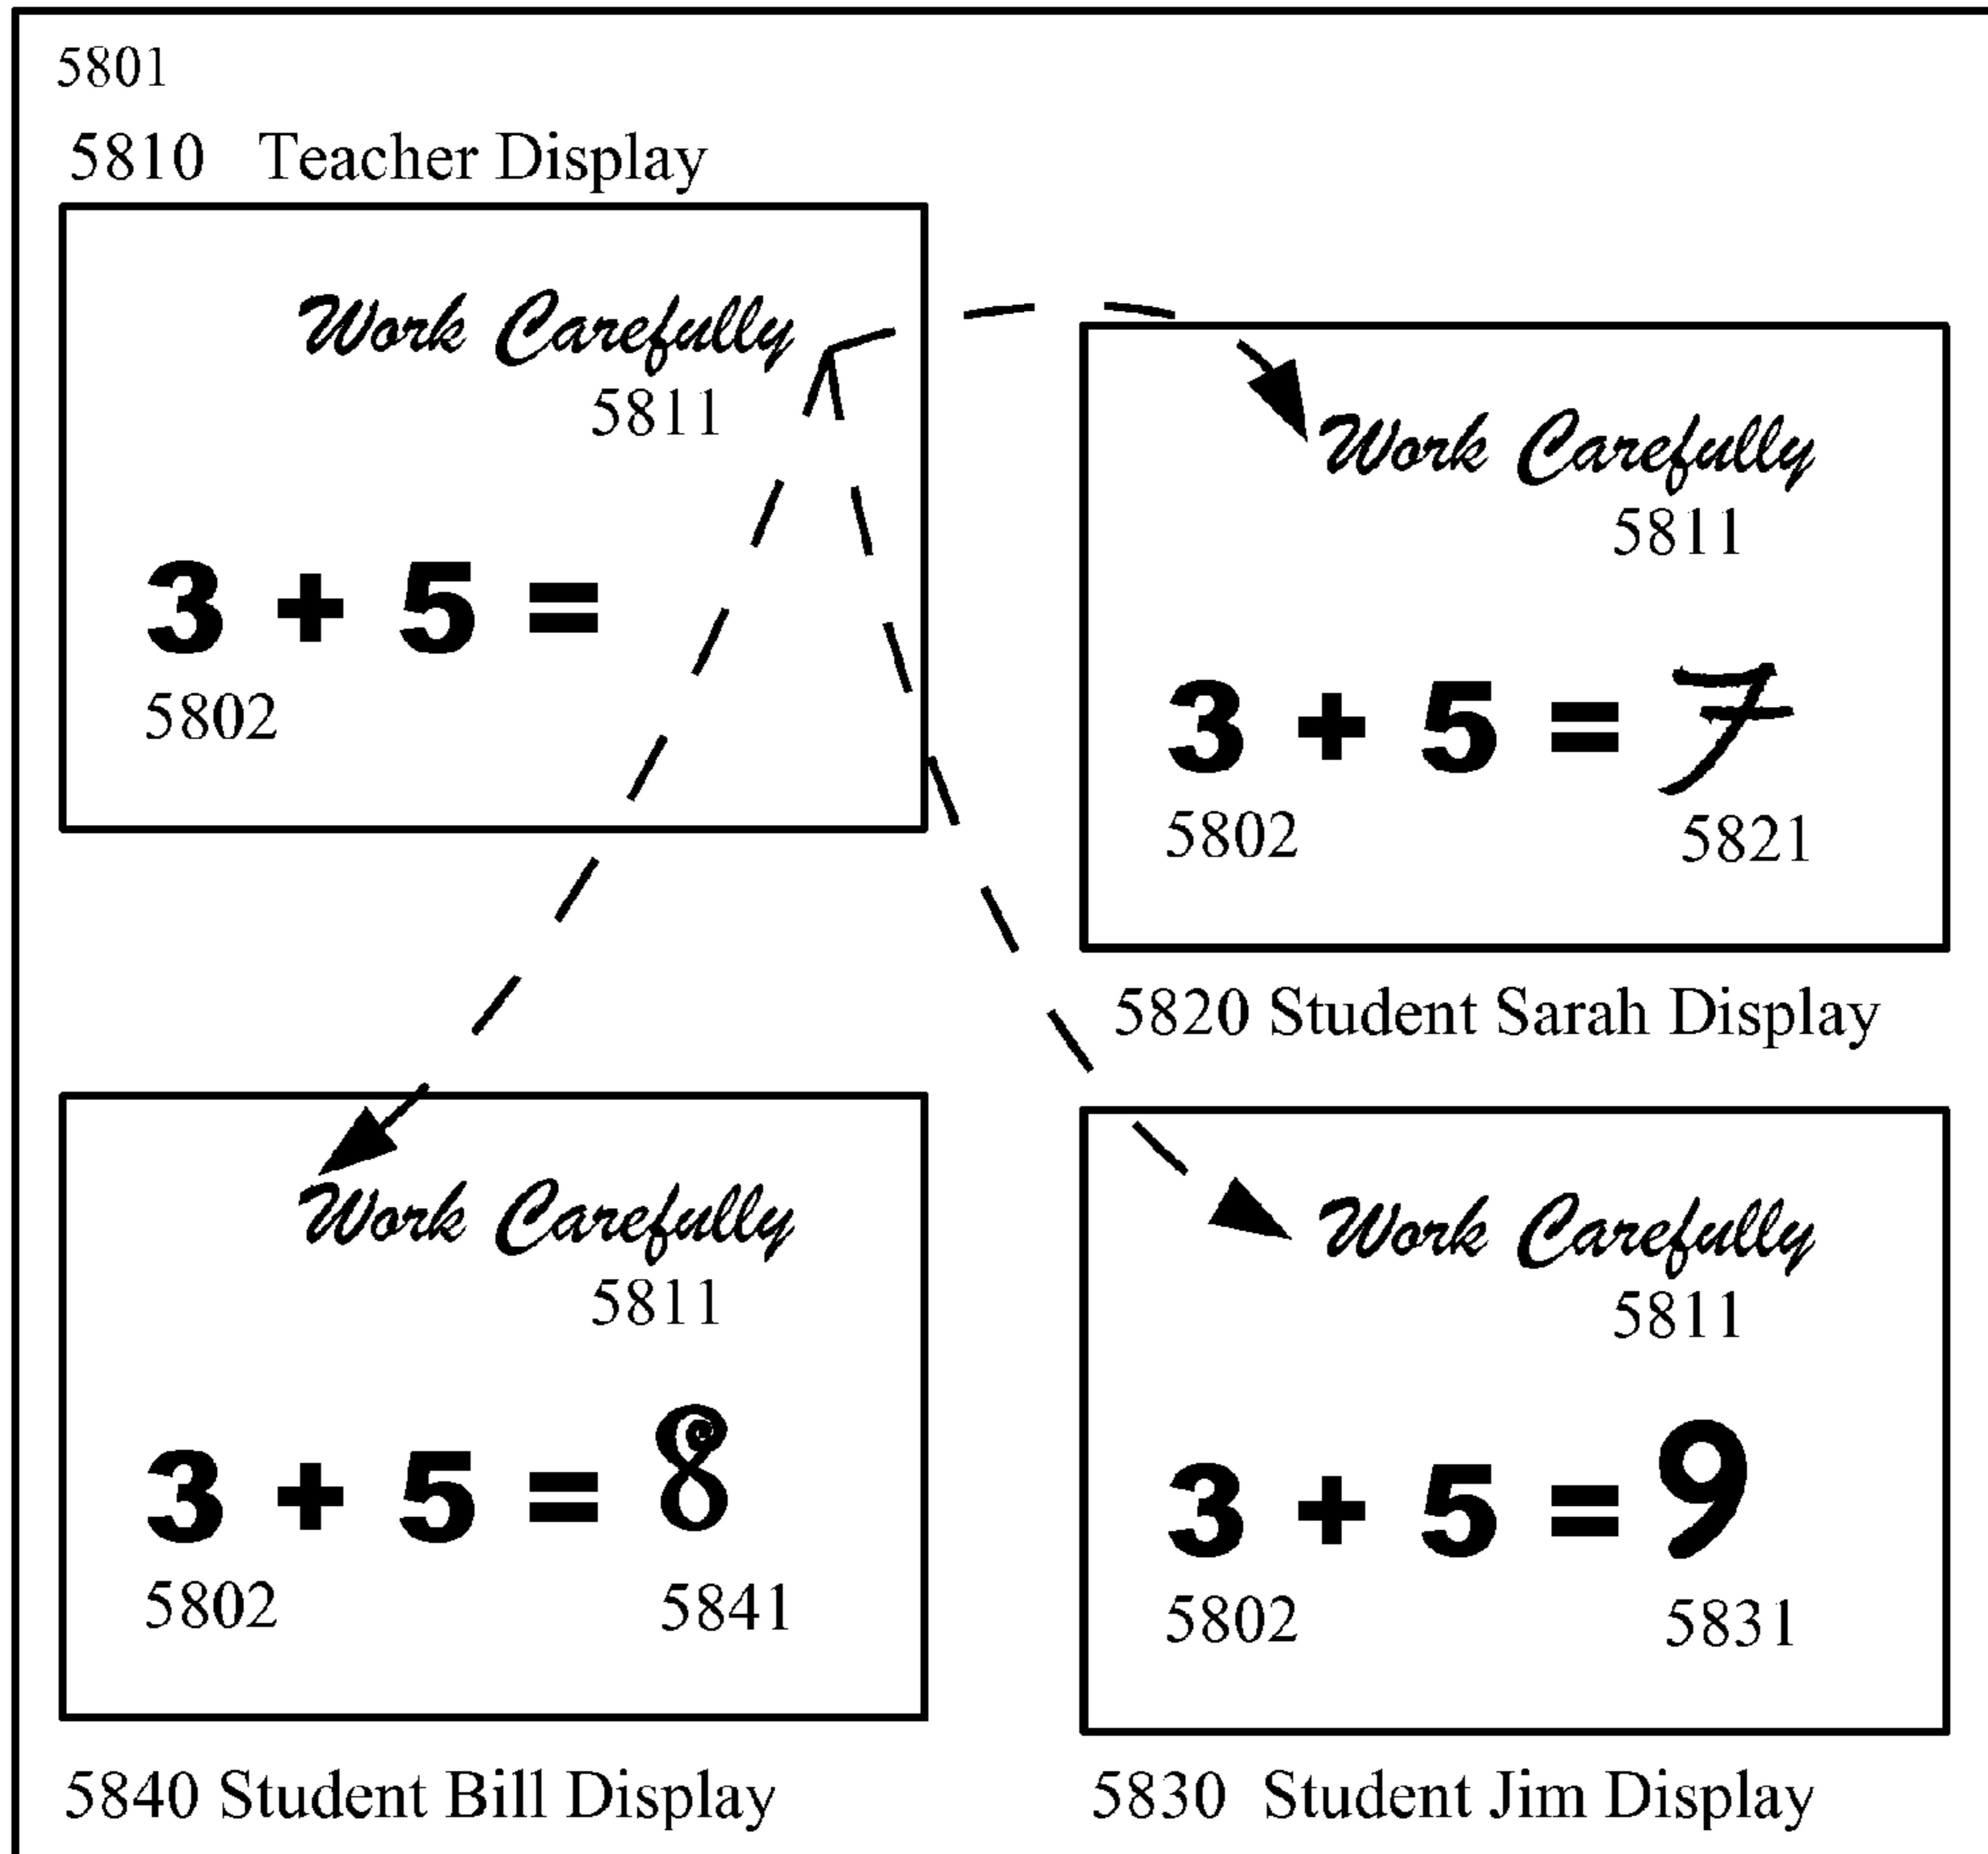 5801
5810 Teacher Display
Work Carefully
5811
3 + 5 =
5802
Work Carefully
5811
3 + 5 = 7
5802 5821
5820 Student Sarah Display
Work Carefully
5811
3 + 5 = 8
5802 5841
5840 Student Bill Display
Work Carefully
5811
3 + 5 = 9
5802 5831
5830 Student Jim Display